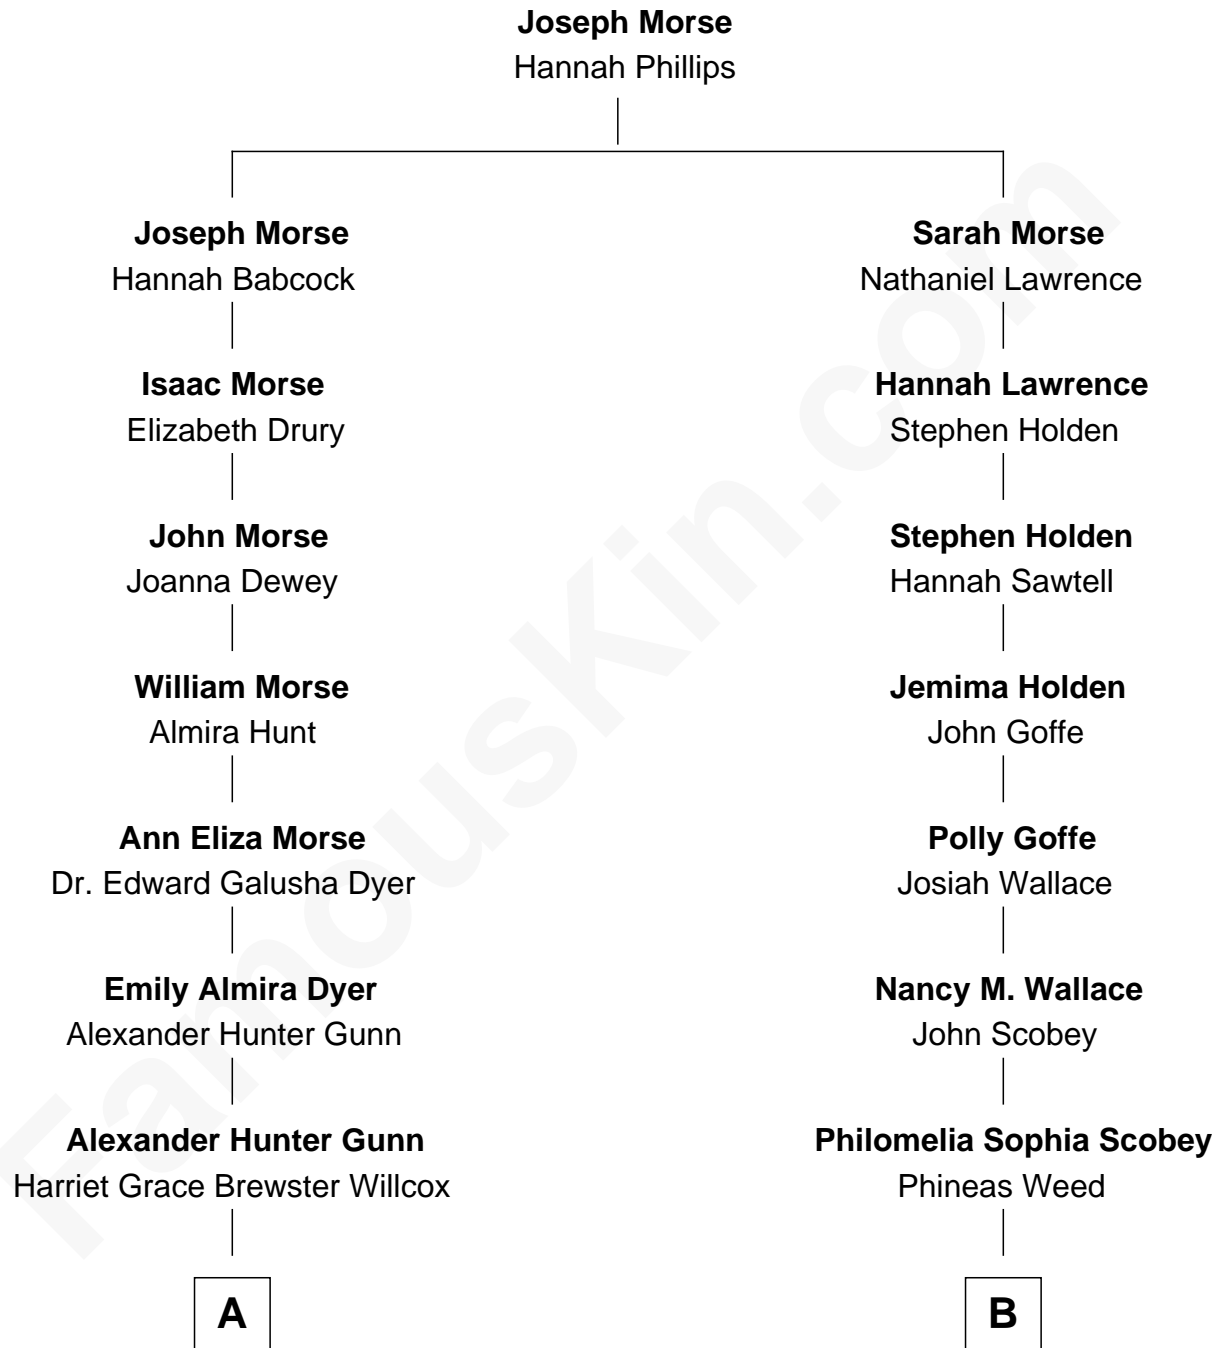 Joseph Morse
Hannah Phillips
Joseph Morse
Hannah Babcock
Isaac Morse
Elizabeth Drury
John Morse
Joanna Dewey
William Morse
Almira Hunt
Ann Eliza Morse
Dr. Edward Galusha Dyer
Emily Almira Dyer
Alexander Hunter Gunn
Alexander Hunter Gunn
Harriet Grace Brewster Willcox
A
Sarah Morse
Nathaniel Lawrence
Hannah Lawrence
Stephen Holden
Stephen Holden
Hannah Sawtell
Jemima Holden
John Goffe
Polly Goffe
Josiah Wallace
Nancy M. Wallace
John Scobey
Philomelia Sophia Scobey
Phineas Weed
B
FamousKin.com